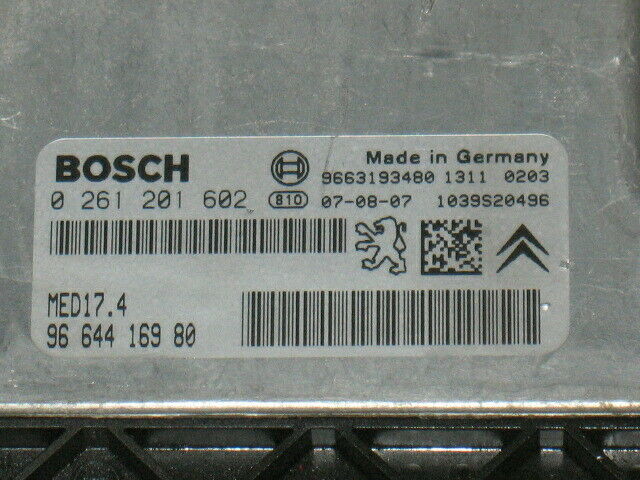 BOSCH
Made in Germany
9663193480 1311 0203
0 261 201 602 810 07-08-07 1039S20496
MED17.4
96 644 169 80